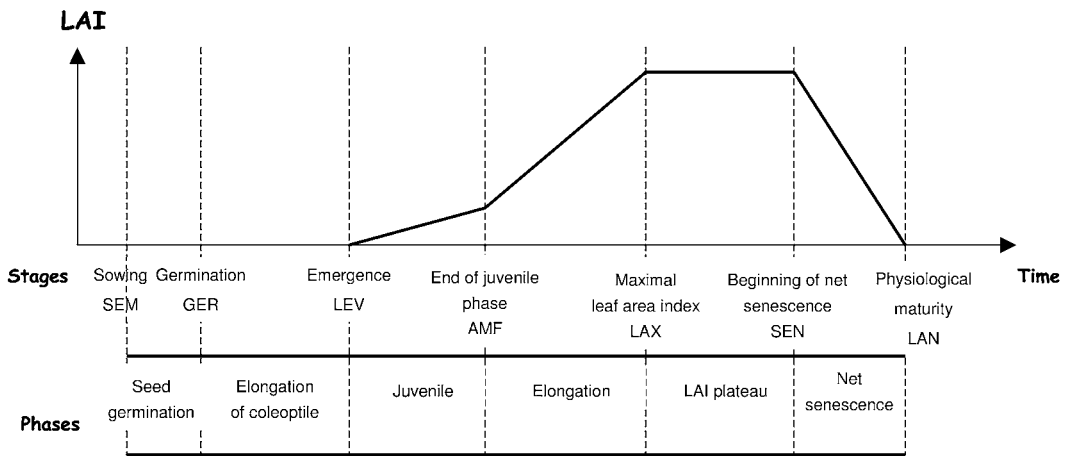 LAI
Stages
Sowing
SEM
Germination
GER
Emergence
LEV
End of juvenile
phase
AMF
Maximal
leaf area index
LAX
Beginning of net
senescence
SEN
Physiological
maturity
LAN
Time
Phases
Seed
germination
Elongation
of coleoptile
Juvenile
Elongation
LAI plateau
Net
senescence